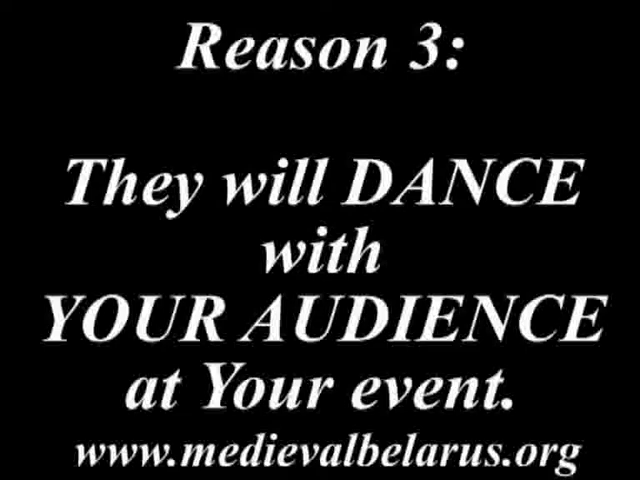 Reason 3:
They will DANCE
with
YOUR AUDIENCE
at Your event.
www.medievalbelarus.org